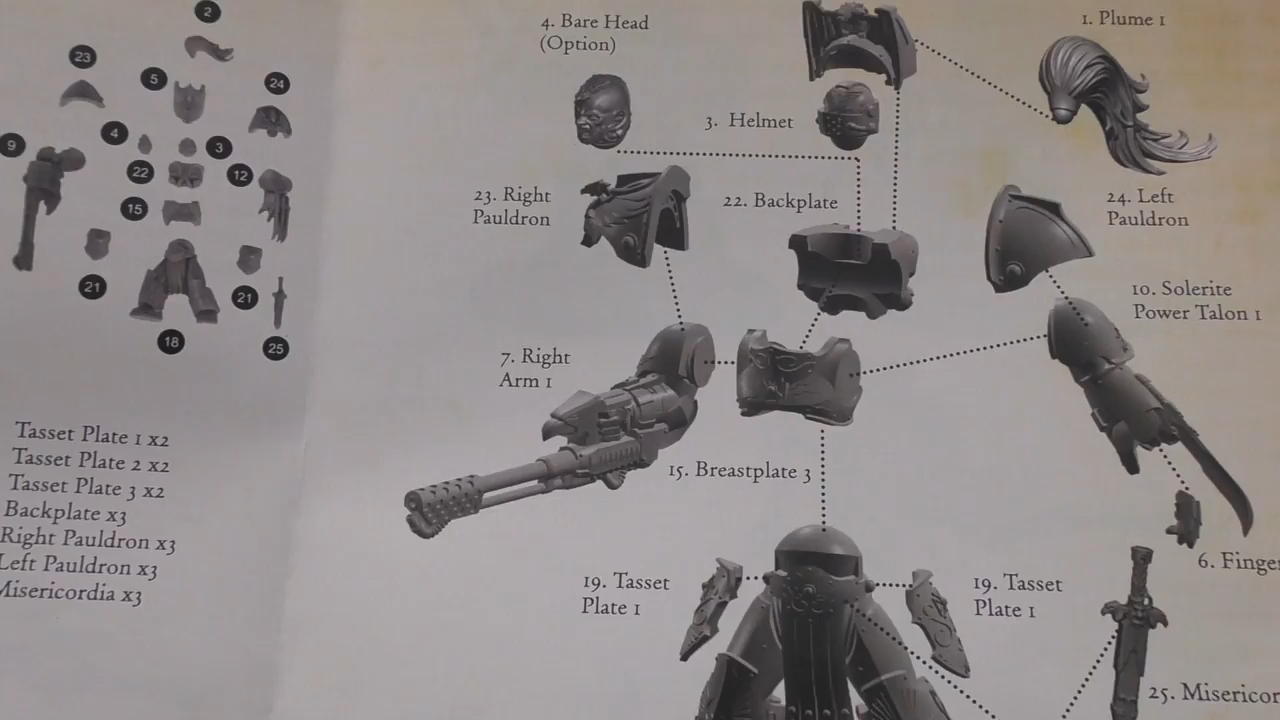 2
23
5
24
4
3
9
22
12
15
21
21
18
25
Tasset Plate 1 x2
Tasset Plate 2 x2
Tasset Plate 3 x2
Backplate x3
Right Pauldron x3
Left Pauldron x3
Misericordia x3
4. Bare Head
(Option)
1. Plume 1
3. Helmet
23. Right
Pauldron
22. Backplate
24. Left
Pauldron
10. Solerite
Power Talon 1
7. Right
Arm 1
15. Breastplate 3
6. Finger
19. Tasset
Plate 1
19. Tasset
Plate 1
25. Misericor